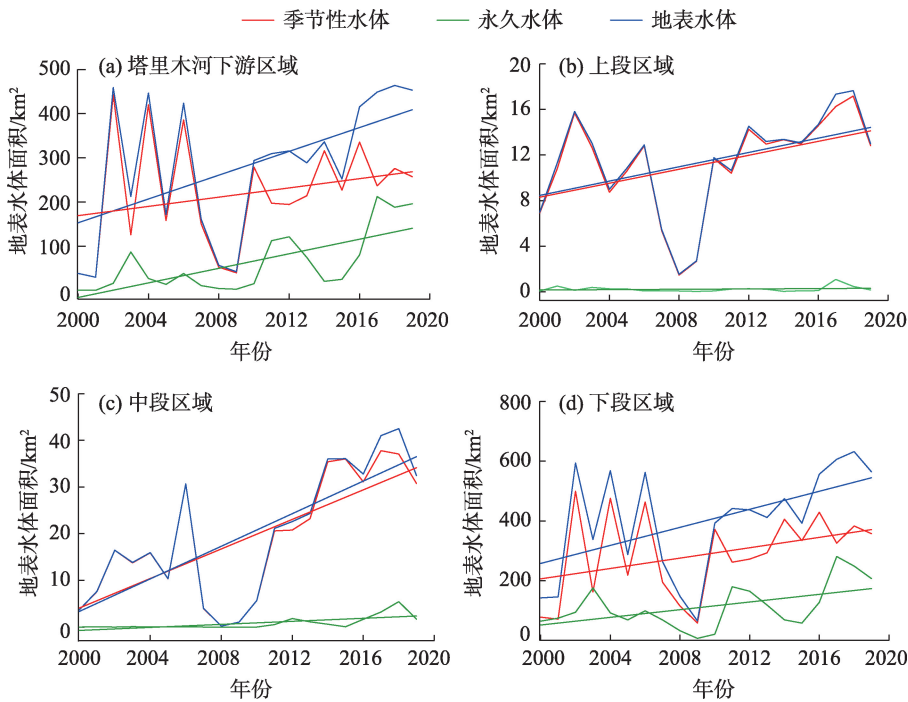 季节性水体 永久水体 地表水体
(a) 塔里木河下游区域
地表水体面积/km²
500
400
300
200
100
0
2000 2004 2008 2012 2016 2020
年份
(b) 上段区域
地表水体面积/km²
20
16
12
8
4
0
2000 2004 2008 2012 2016 2020
年份
(c) 中段区域
地表水体面积/km²
50
40
30
20
10
0
2000 2004 2008 2012 2016 2020
年份
(d) 下段区域
地表水体面积/km²
800
600
400
200
0
2000 2004 2008 2012 2016 2020
年份